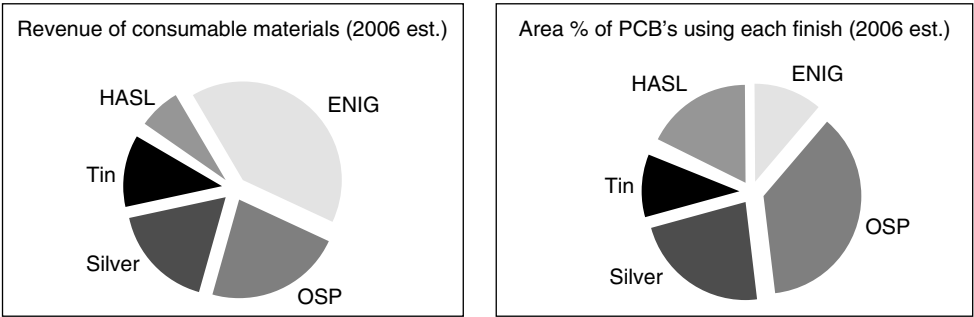 Revenue of consumable materials (2006 est.)
HASL
ENIG
Tin
Silver
OSP
Area % of PCB's using each finish (2006 est.)
ENIG
HASL
Tin
OSP
Silver